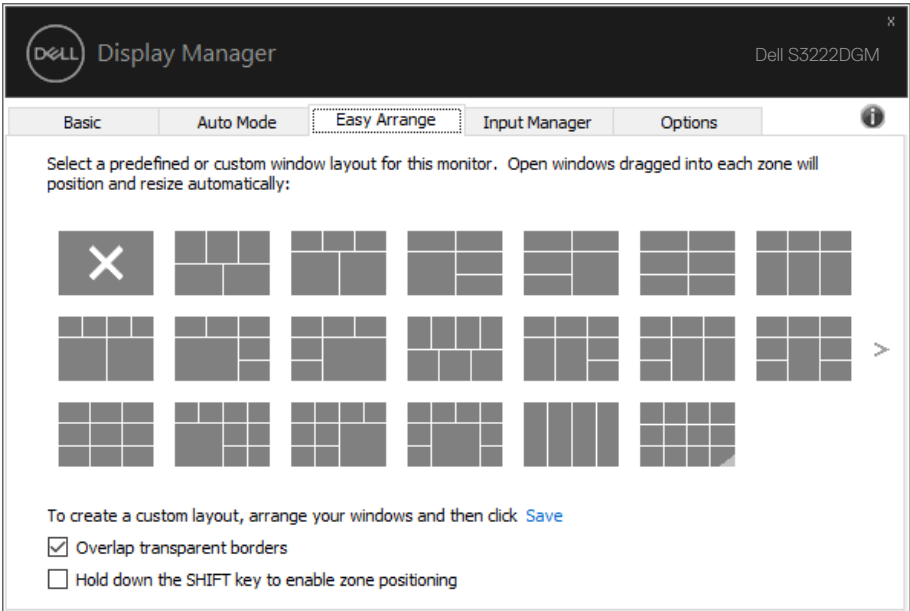 x
DELL Display Manager
Dell S3222DGM
Basic Auto Mode Easy Arrange Input Manager Options
Select a predefined or custom window layout for this monitor. Open windows dragged into each zone will
position and resize automatically:
>
To create a custom layout, arrange your windows and then click Save
Overlap transparent borders
Hold down the SHIFT key to enable zone positioning